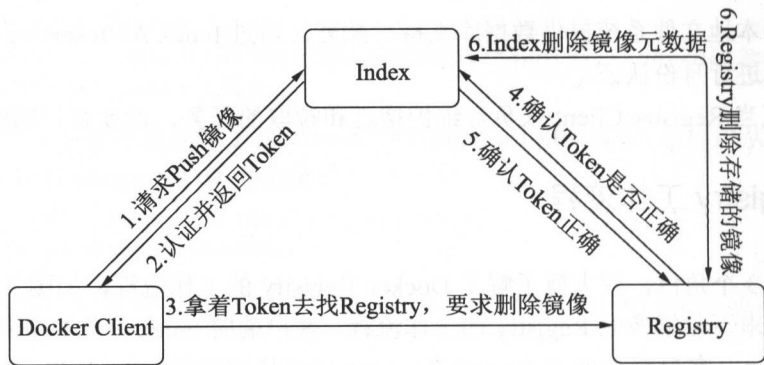 6.Index删除镜像元数据
Index
6.Registry删除存储的镜像
1.请求Push镜像
2.认证并返回Token
4.确认Token是否正确
5.确认Token正确
3.拿着Token去找Registry，要求删除镜像
Docker Client
Registry